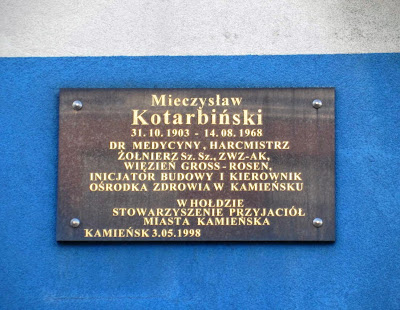 Mieczysław
Kotarbiński
31.10.1903 - 14.08.1968
DR MEDYCYNY, HARCMISTRZ
ŻOŁNIERZ Sz. Sz., ZWZ-AK,
WIĘZIEŃ GROSS-ROSEN,
INICJATOR BUDOWY I KIEROWNIK
OŚRODKA ZDROWIA W KAMIEŃSKU
W HOŁDZIE
STOWARZYSZENIE PRZYJACIÓŁ
MIASTA KAMIEŃSKA
KAMIEŃSK 3.05.1998